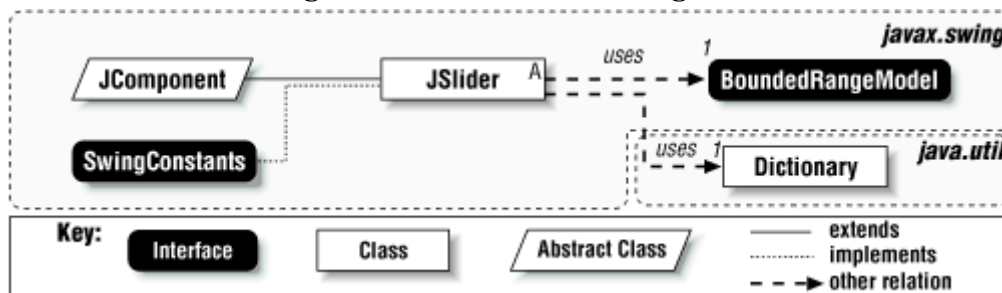 javax.swing
JComponent
JSlider
A
uses
1
BoundedRangeModel
SwingConstants
uses
1
java.util
Dictionary
Key:
Interface
Class
Abstract Class
extends
implements
other relation